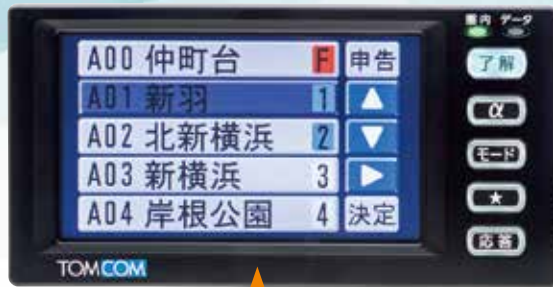 圏内 データ
A00 仲町台 F 申告
A01 新羽 1 ▲
A02 北新横浜 2 ▼
A03 新横浜 3 ▶
A04 岸根公園 4 決定
了解
α
モード
★
応答
TOMCOM